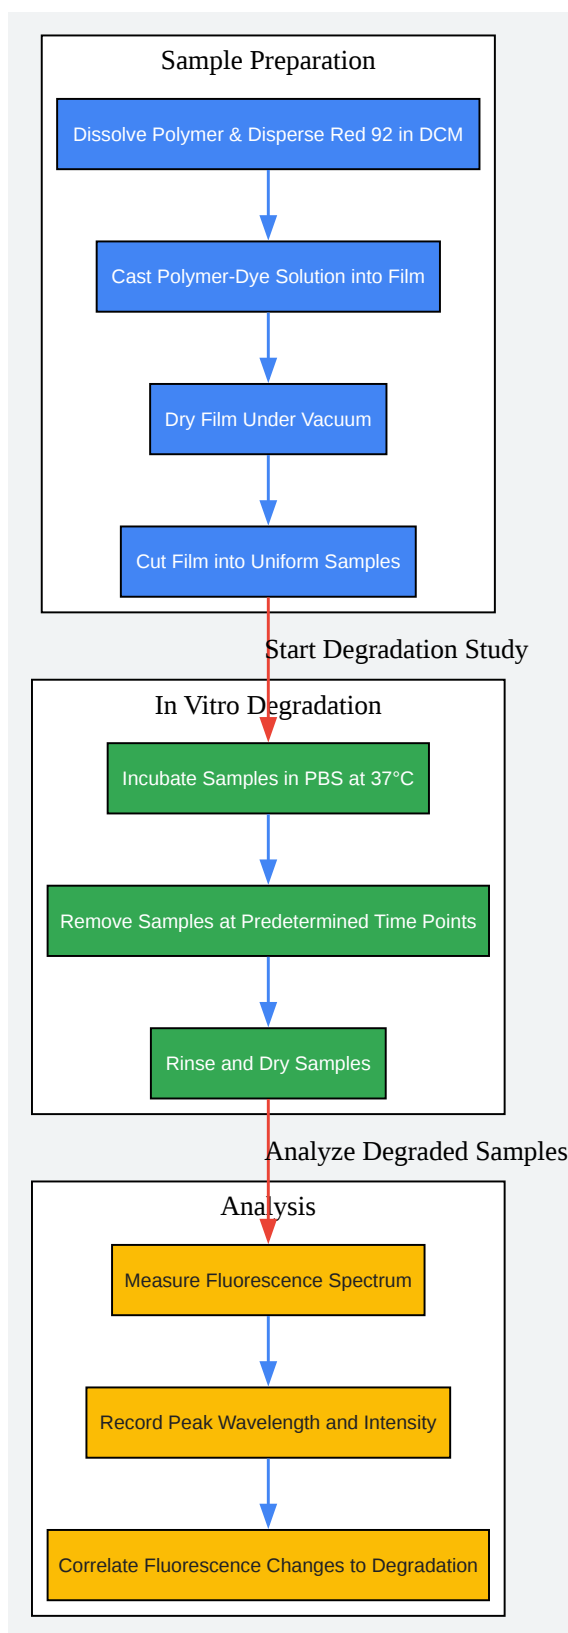 Sample Preparation
Dissolve Polymer & Disperse Red 92 in DCM
Cast Polymer-Dye Solution into Film
Dry Film Under Vacuum
Cut Film into Uniform Samples
Start Degradation Study
In Vitro Degradation
Incubate Samples in PBS at 37°C
Remove Samples at Predetermined Time Points
Rinse and Dry Samples
Analyze Degraded Samples
Analysis
Measure Fluorescence Spectrum
Record Peak Wavelength and Intensity
Correlate Fluorescence Changes to Degradation